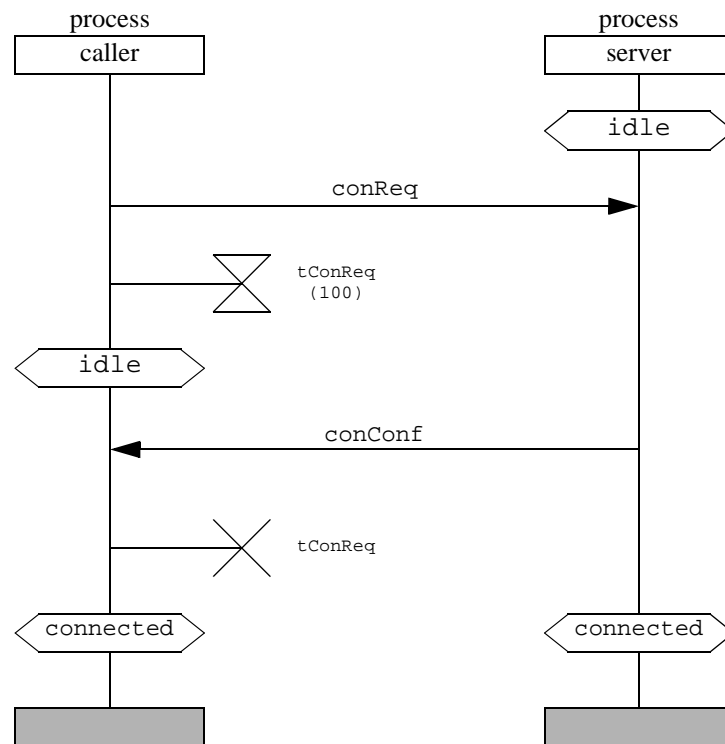 process
process
caller
server
idle
conReq
tConReq
(100)
idle
conConf
tConReq
connected
connected